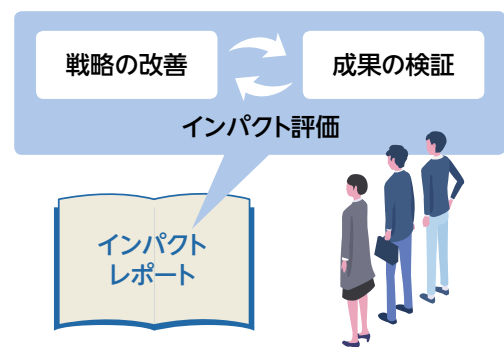 戦略の改善
成果の検証
インパクト評価
インパクト
レポート